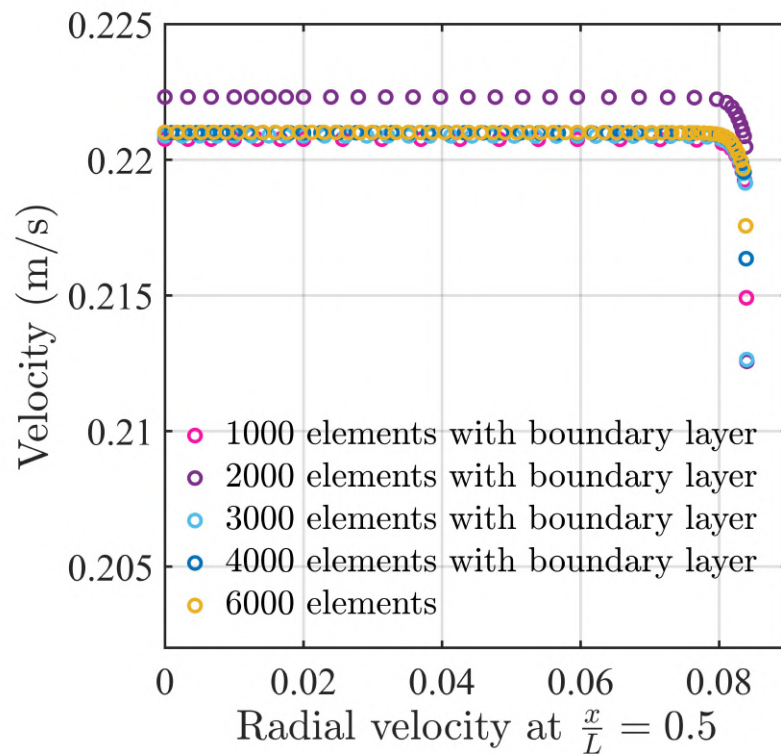 0.225
0.22
0.215
0.21
0.205
Velocity (m/s)
1000 elements with boundary layer
2000 elements with boundary layer
3000 elements with boundary layer
4000 elements with boundary layer
6000 elements
0 0.02 0.04 0.06 0.08
Radial velocity at x/L = 0.5